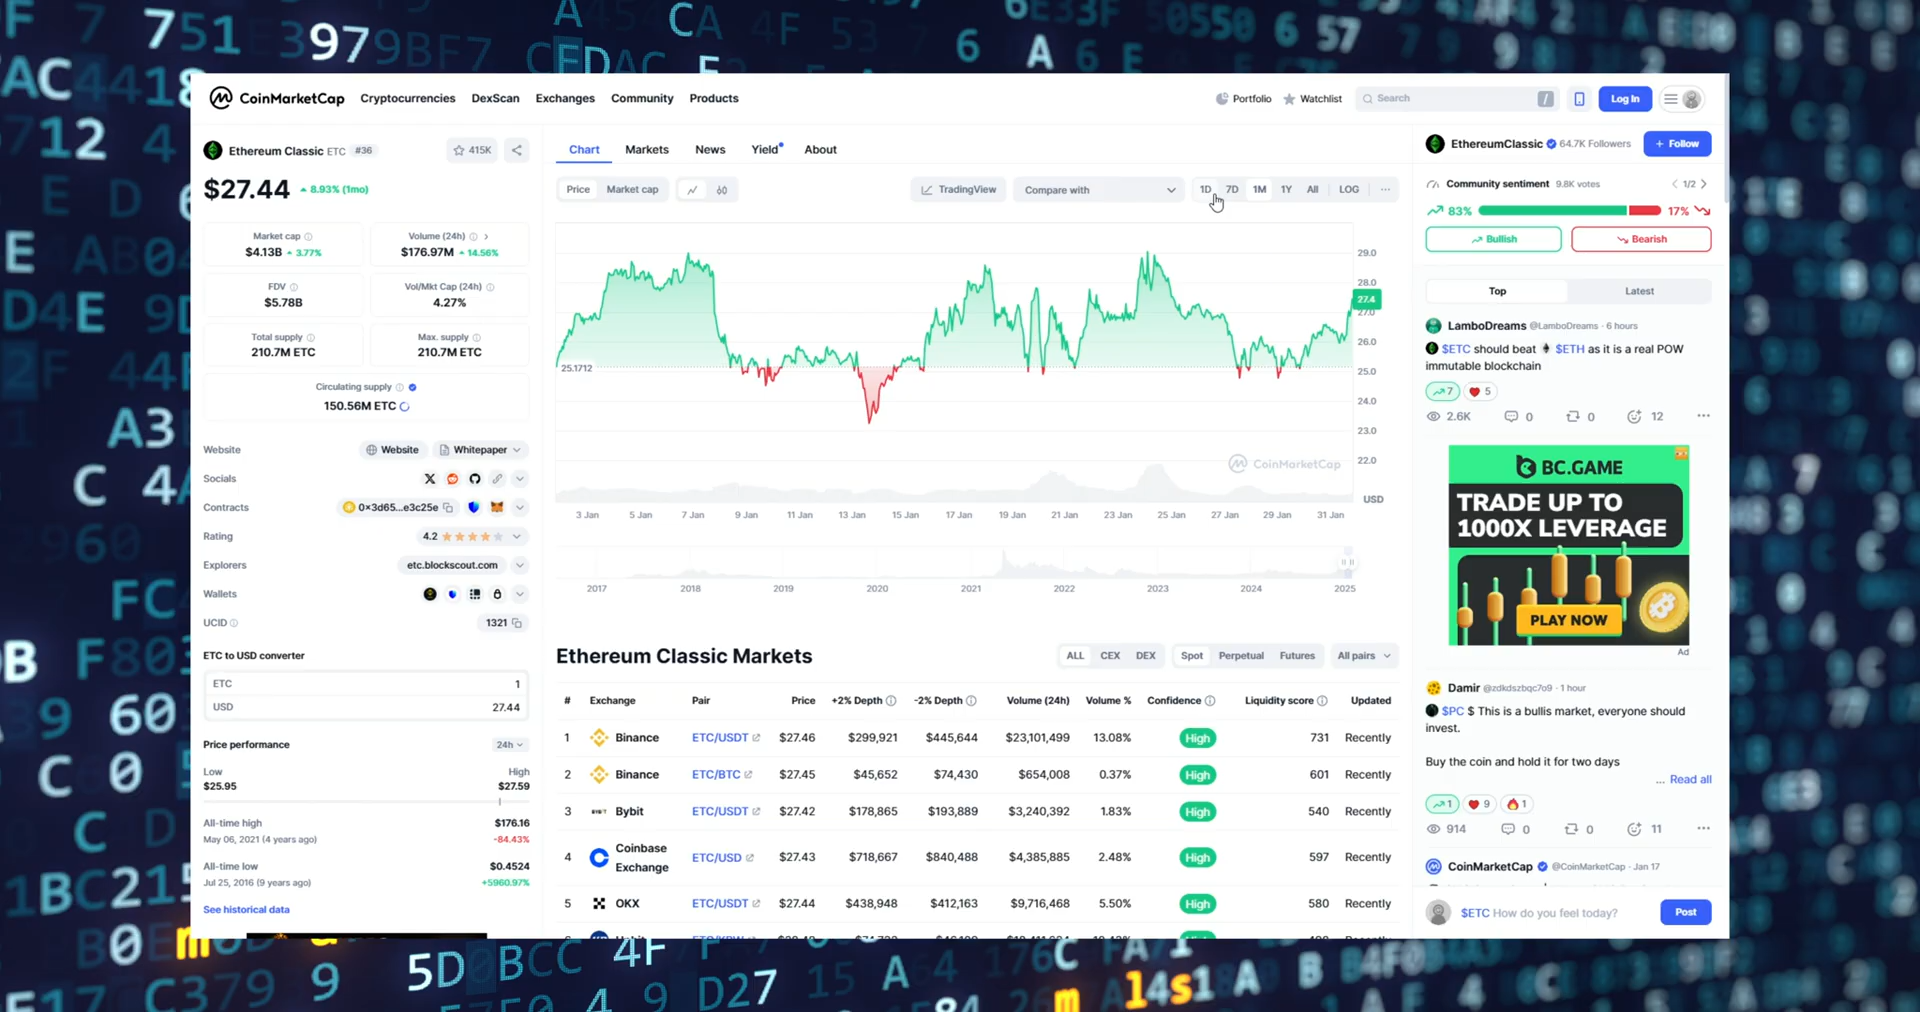 CoinMarketCap Cryptocurrencies DexScan Exchanges Community Products Portfolio Watchlist Search / Log In
Ethereum Classic ETC #36 415K
$27.44 8.93% (1mo)
Market cap
$4.13B 3.77%
Volume (24h)
$176.97M 14.56%
FDV
$5.78B
Vol/Mkt Cap (24h)
4.27%
Total supply
210.7M ETC
Max. supply
210.7M ETC
Circulating supply
150.56M ETC
Website Website Whitepaper
Socials
Contracts 0x3d65...e3c25e
Rating 4.2
Explorers etc.blockscout.com
Wallets
UCID 1321
ETC to USD converter
ETC 1
USD 27.44
Price performance 24h
Low High
$25.95 $27.59
All-time high $176.16
May 06, 2021 (4 years ago) -84.43%
All-time low $0.4524
Jul 25, 2016 (9 years ago) +5960.97%
See historical data
Chart Markets News Yield About
Price Market cap TradingView Compare with 1D 7D 1M 1Y All LOG ...
29.0
28.0
27.4
27.0
26.0
25.0
24.0
23.0
22.0
25.1712
CoinMarketCap
USD
3 Jan 5 Jan 7 Jan 9 Jan 11 Jan 13 Jan 15 Jan 17 Jan 19 Jan 21 Jan 23 Jan 25 Jan 27 Jan 29 Jan 31 Jan
2017 2018 2019 2020 2021 2022 2023 2024 2025
Ethereum Classic Markets ALL CEX DEX Spot Perpetual Futures All pairs
# Exchange Pair Price +2% Depth -2% Depth Volume (24h) Volume % Confidence Liquidity score Updated
1 Binance ETC/USDT $27.46 $299,921 $445,644 $23,101,499 13.08% High 731 Recently
2 Binance ETC/BTC $27.45 $45,652 $74,430 $654,008 0.37% High 601 Recently
3 Bybit ETC/USDT $27.42 $178,865 $193,889 $3,240,392 1.83% High 540 Recently
4 Coinbase Exchange ETC/USD $27.43 $718,667 $840,488 $4,385,885 2.48% High 597 Recently
5 OKX ETC/USDT $27.44 $438,948 $412,163 $9,716,468 5.50% High 580 Recently
EthereumClassic 64.7K Followers + Follow
Community sentiment 9.8K votes 1/2
83% 17%
Bullish Bearish
Top Latest
LamboDreams @LamboDreams · 6 hours
$ETC should beat $ETH as it is a real POW
immutable blockchain
7 5
2.6K 0 0 12 ...
BC.GAME
TRADE UP TO
1000X LEVERAGE
PLAY NOW
Ad
Damir @zdkdszbqc7o9 · 1 hour
$PC $ This is a bullis market, everyone should
invest.
Buy the coin and hold it for two days
... Read all
1 9 1
914 0 0 11 ...
CoinMarketCap @CoinMarketCap · Jan 17
$ETC How do you feel today? Post